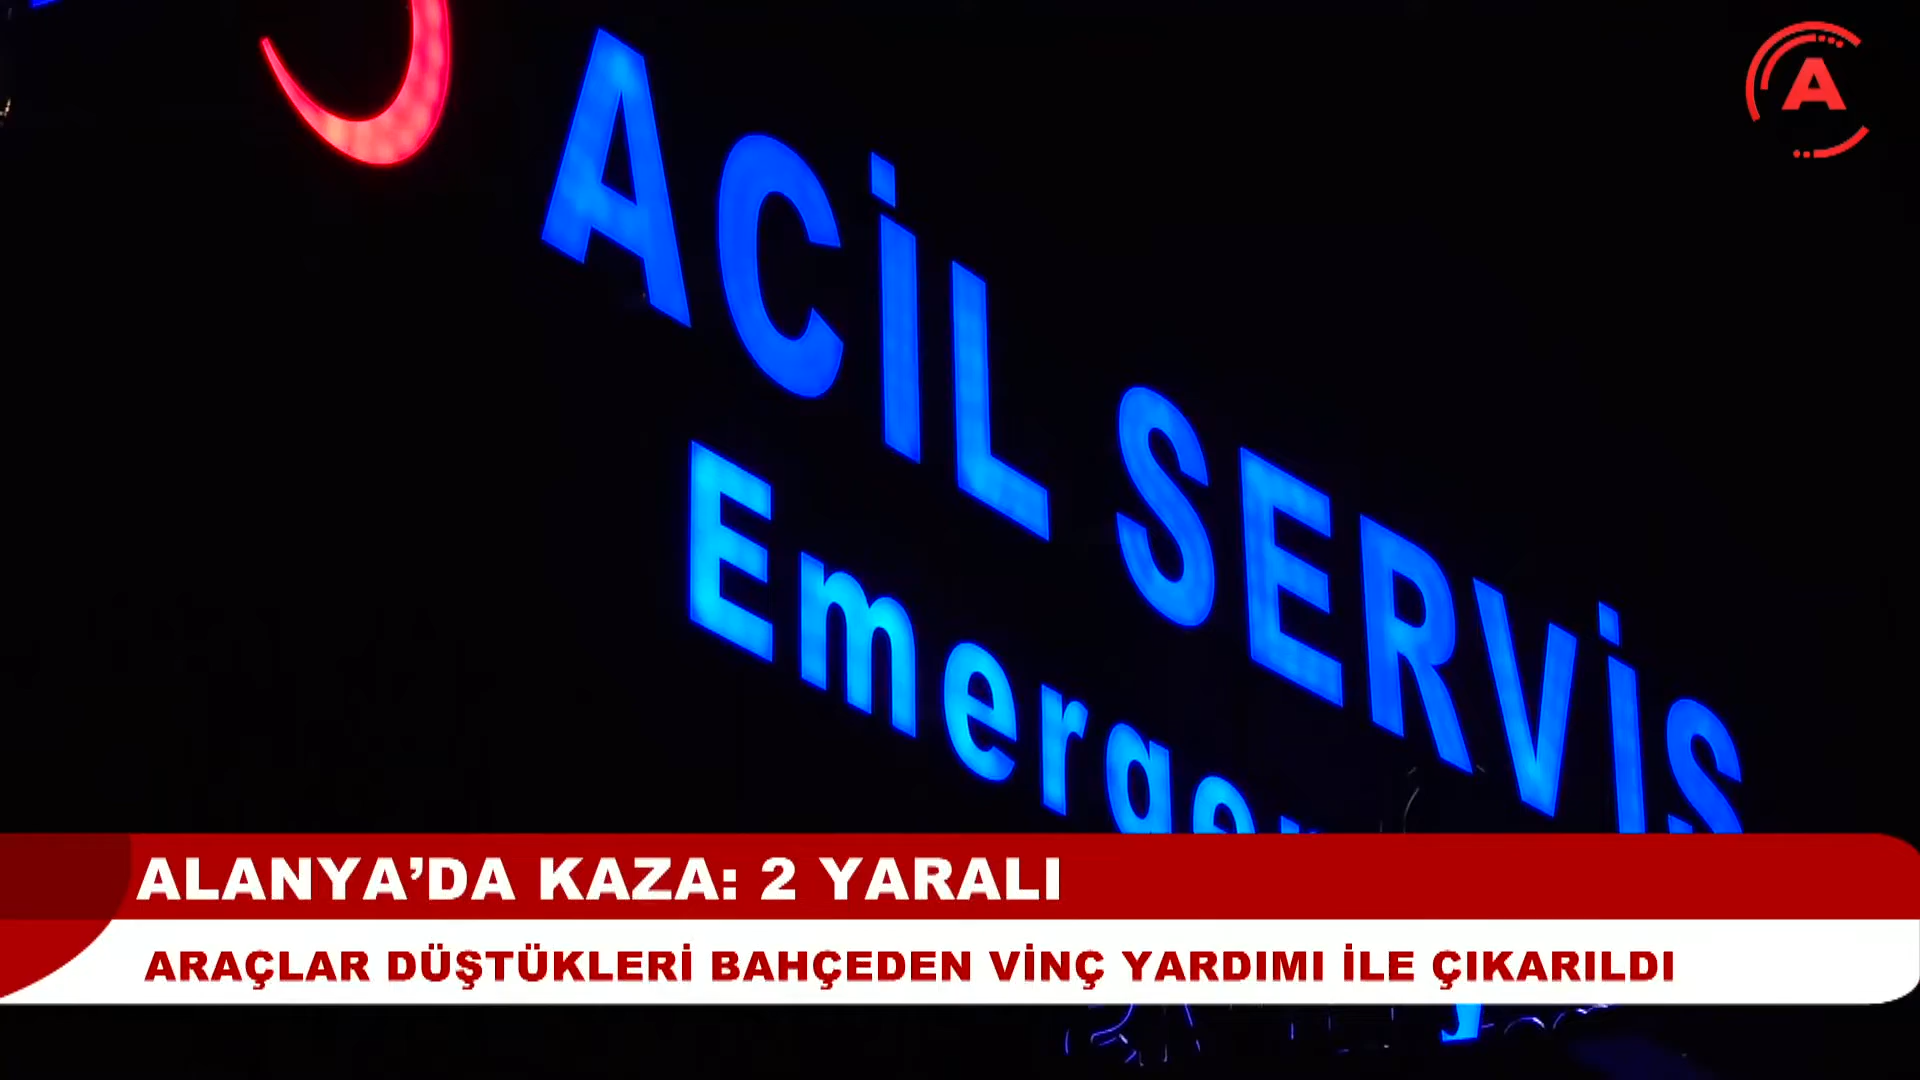 A
ACİL SERVİS
ALANYA’DA KAZA: 2 YARALI
ARAÇLAR DÜŞTÜKLERİ BAHÇEDEN VİNÇ YARDIMI İLE ÇIKARILDI